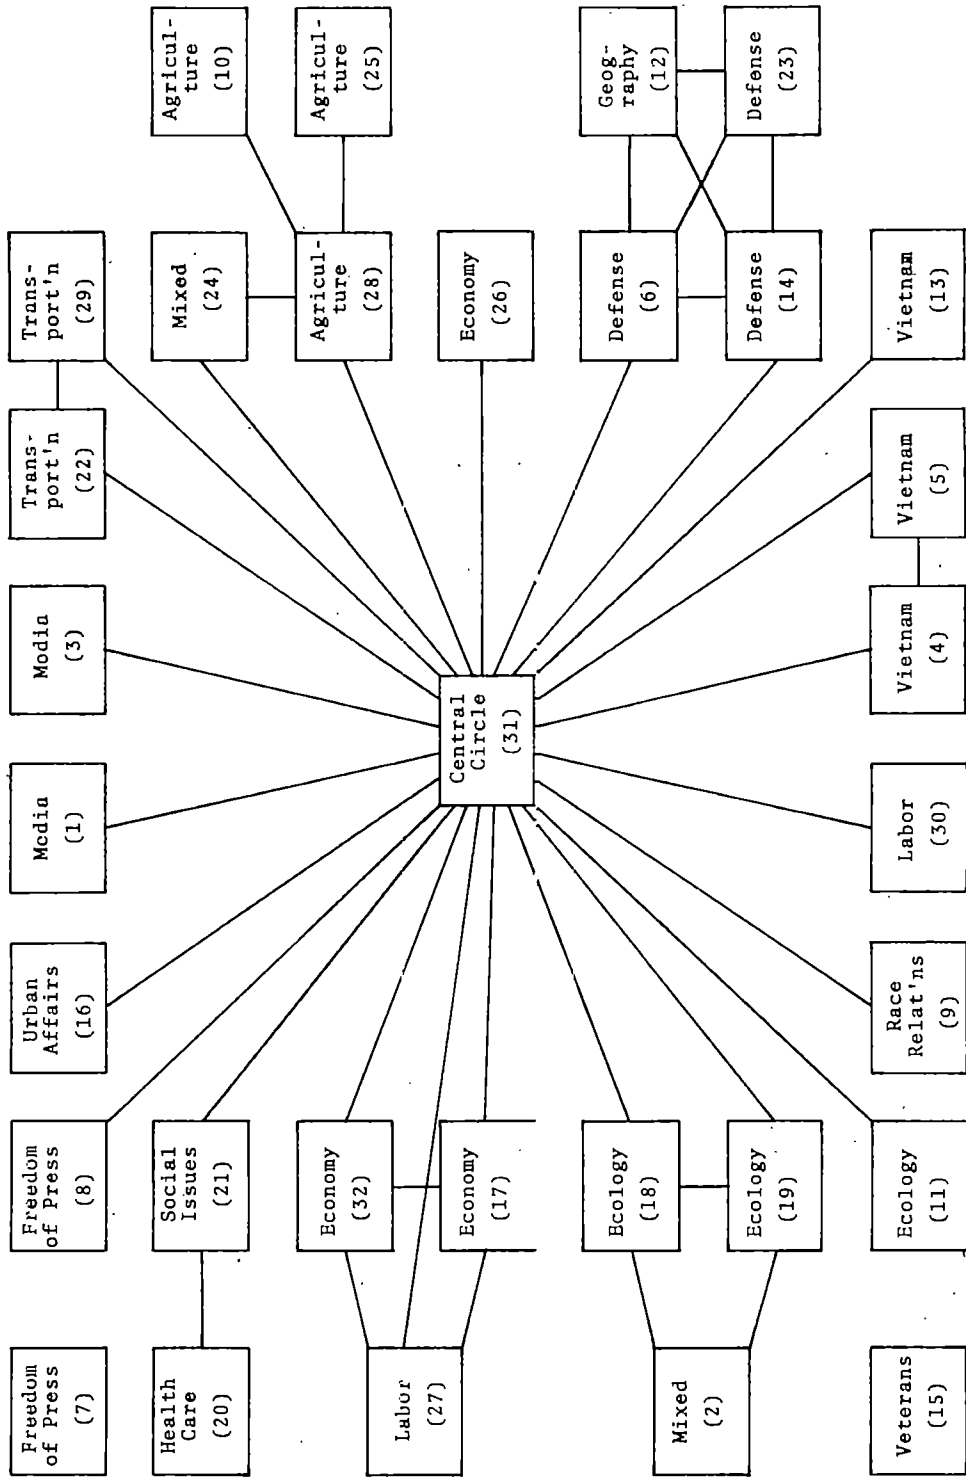 Freedom
of Press
(7)
Freedom
of Press
(8)
Urban
Affairs
(16)
Media
(1)
Media
(3)
Trans-
port'n
(22)
Trans-
port'n
(29)
Health
Care
(20)
Social
Issues
(21)
Mixed
(24)
Agricul-
ture
(10)
Economy
(32)
Agricul-
ture
(28)
Agricul-
ture
(25)
Labor
(27)
Economy
(17)
Central
Circle
(31)
Economy
(26)
Ecology
(18)
Defense
(6)
Geog-
raphy
(12)
Mixed
(2)
Ecology
(19)
Defense
(14)
Defense
(23)
Veterans
(15)
Ecology
(11)
Race
Relat'ns
(9)
Labor
(30)
Vietnam
(4)
Vietnam
(5)
Vietnam
(13)